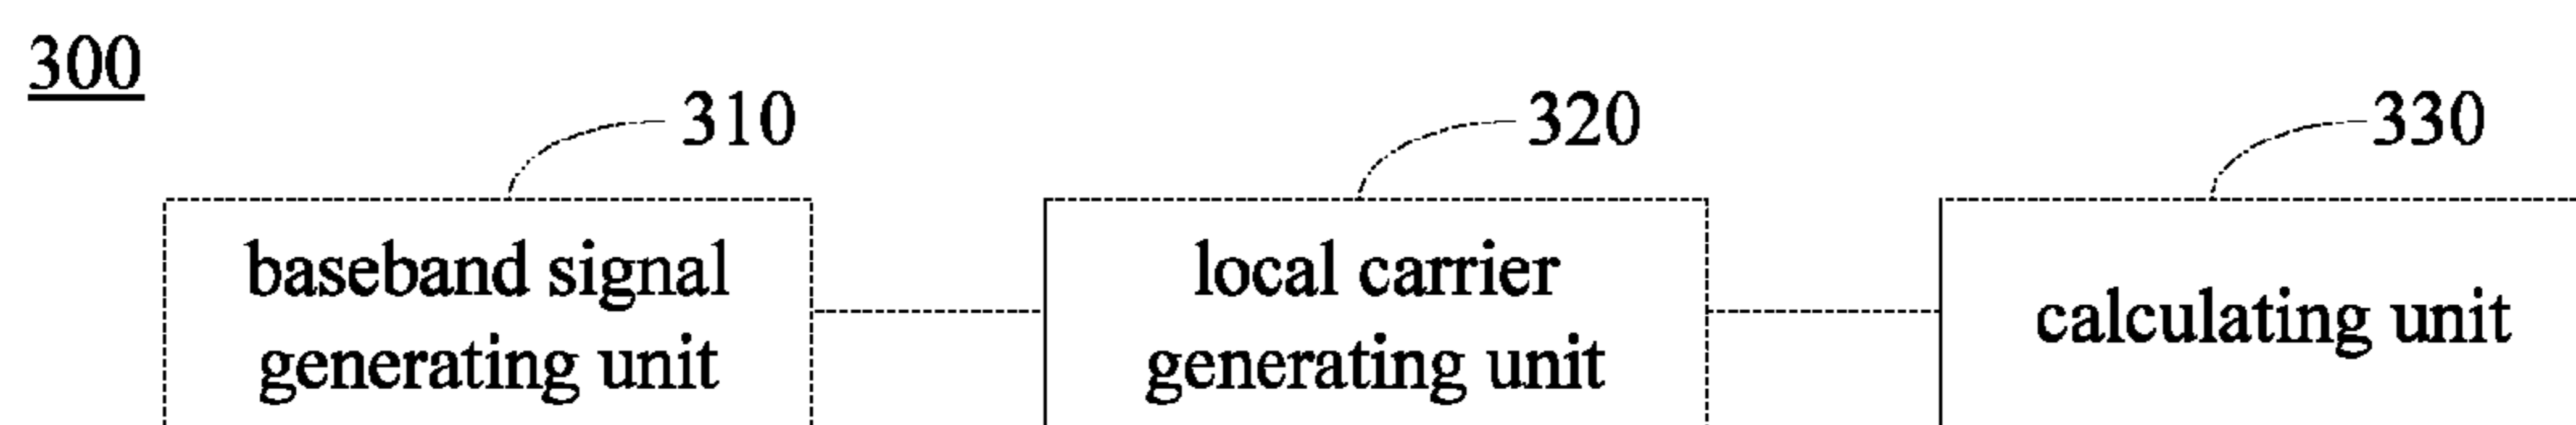 300
310
320
330
baseband signal
generating unit
local carrier
generating unit
calculating unit